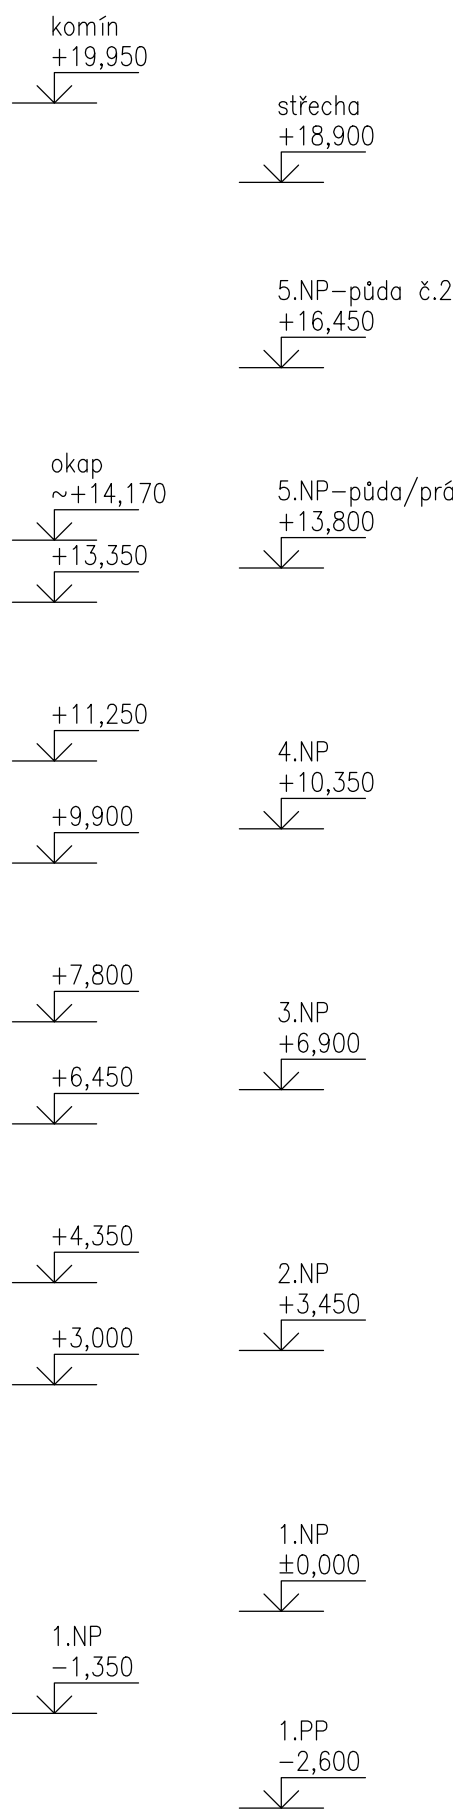 komín
+19,950
střecha
+18,900
5.NP-půda č.2
+16,450
okap
~+14,170
5.NP-půda/prá
+13,800
+13,350
+11,250
4.NP
+10,350
+9,900
+7,800
3.NP
+6,900
+6,450
+4,350
2.NP
+3,450
+3,000
1.NP
±0,000
1.NP
-1,350
1.PP
-2,600